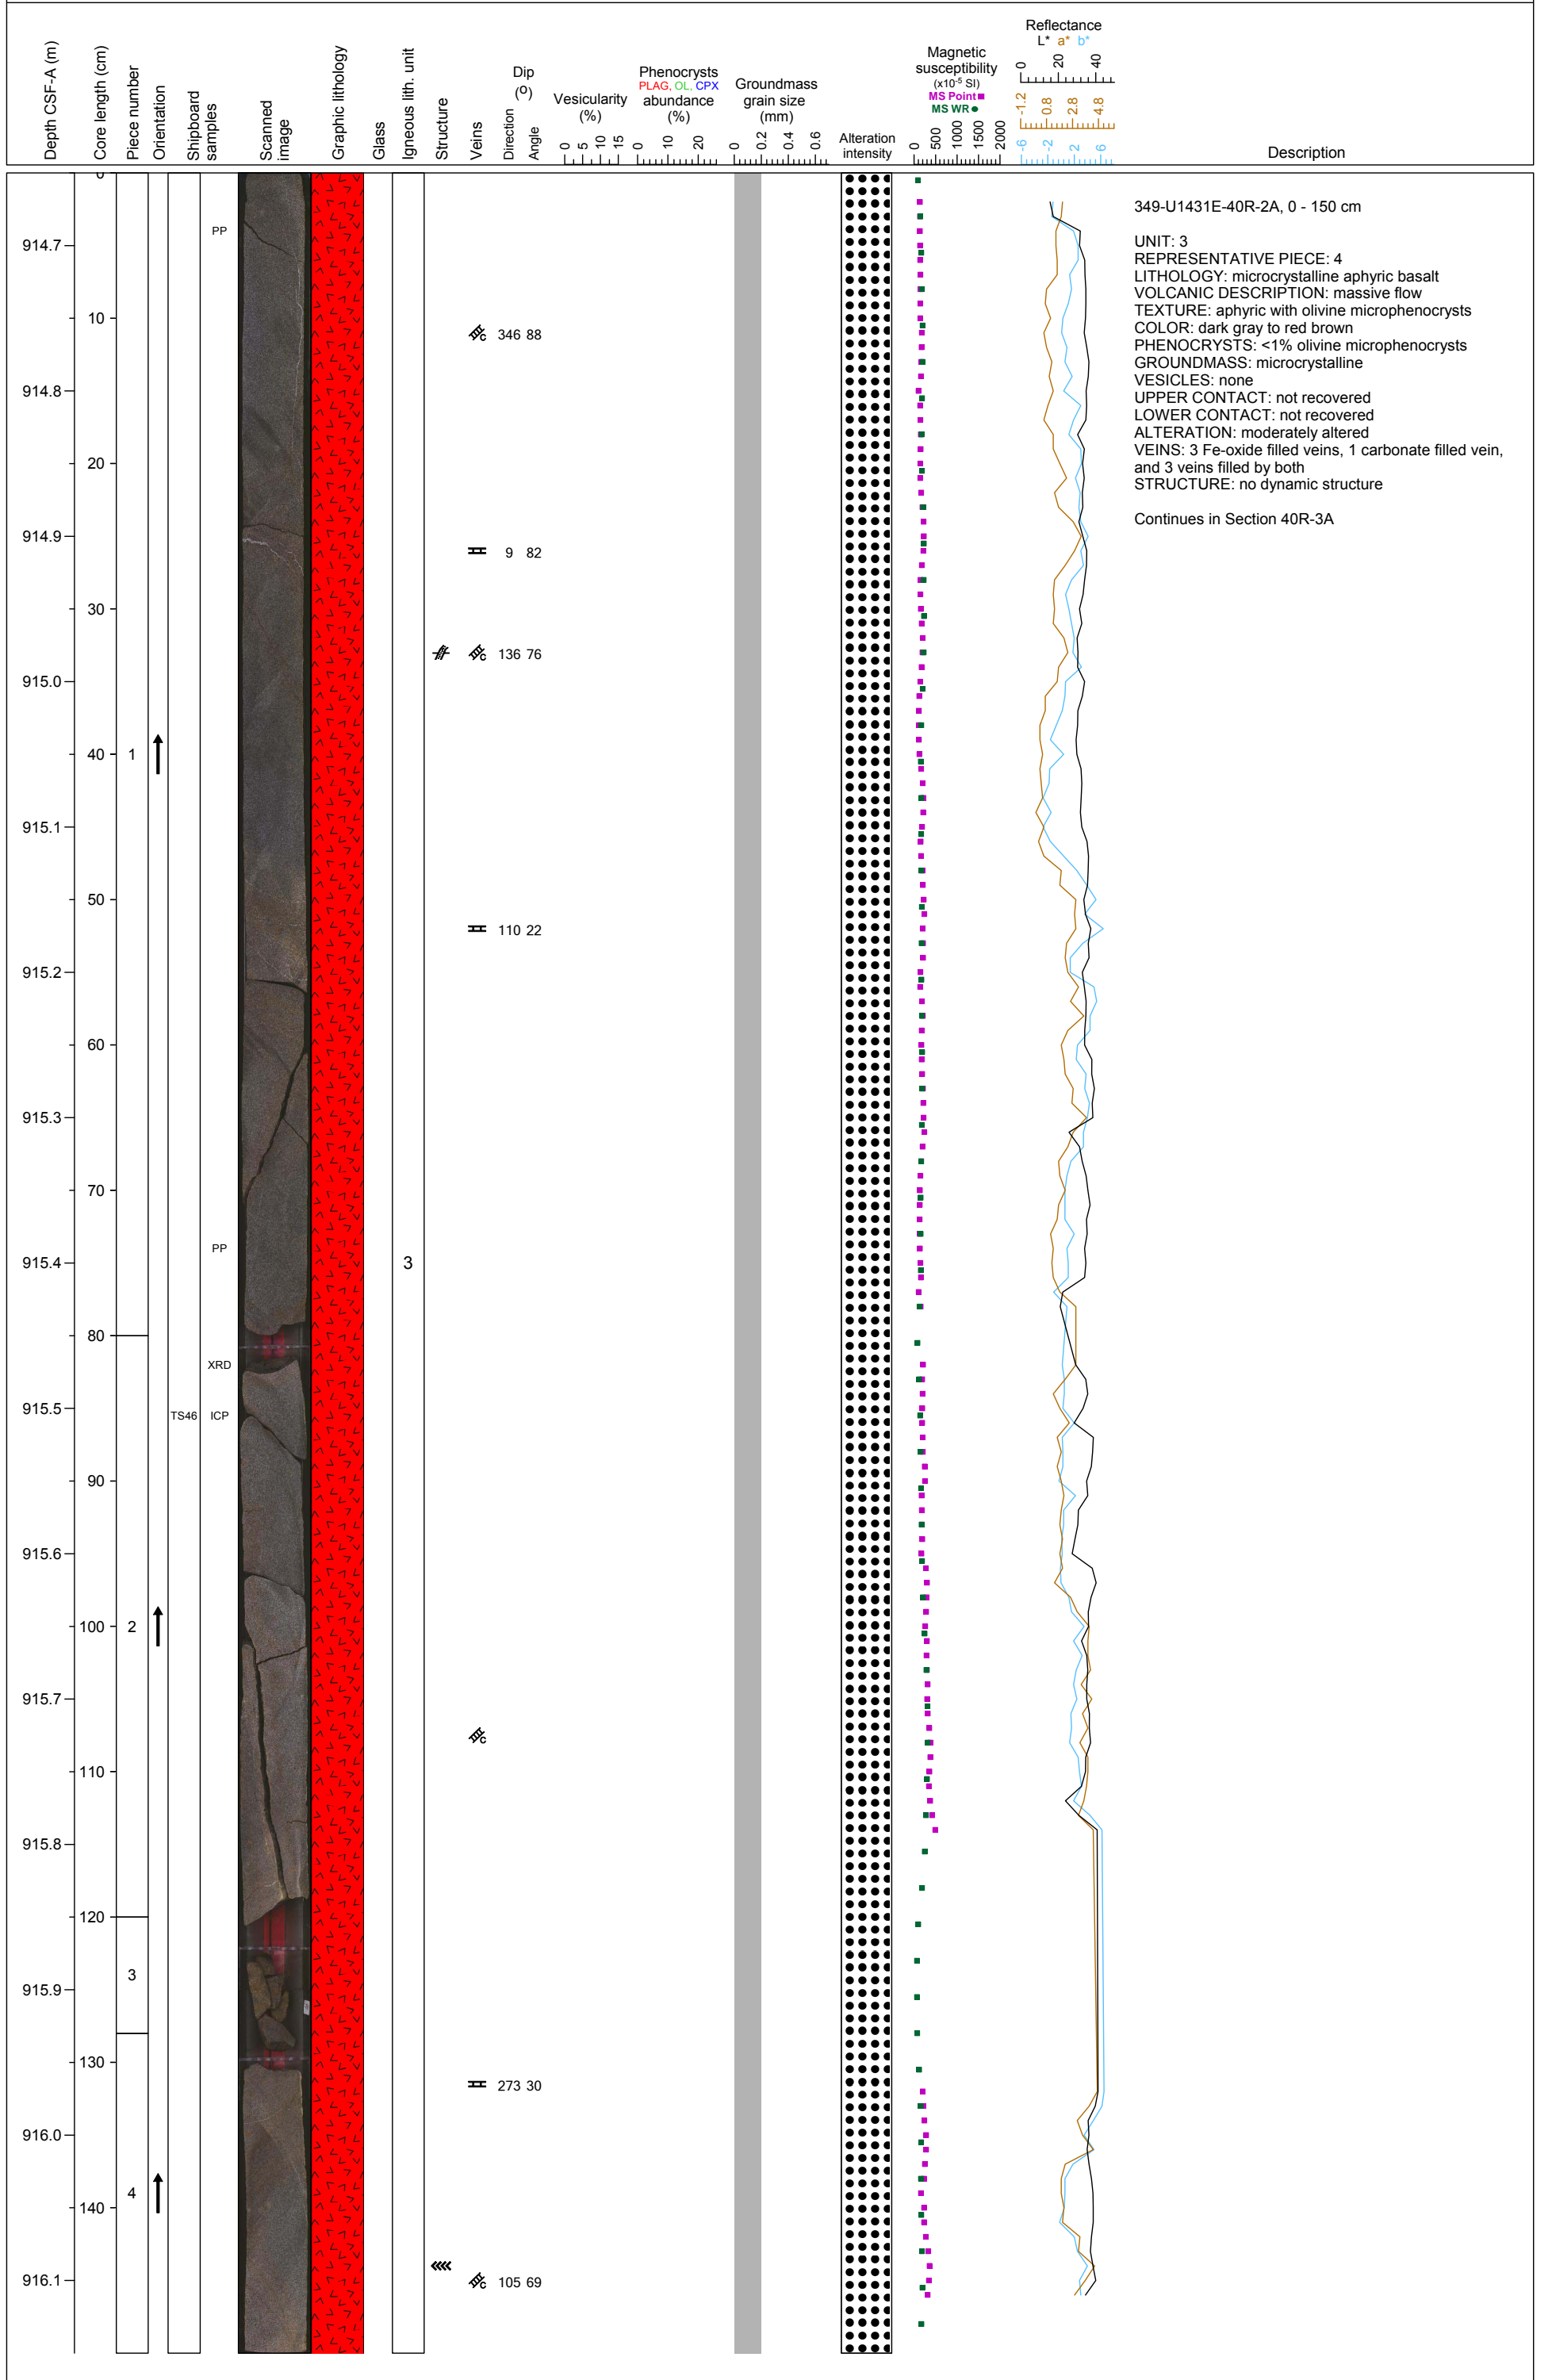 Depth CSF-A (m)
Core length (cm)
Piece number
Orientation
Shipboard
samples
Scanned
image
Graphic lithology
Glass
Igneous lith. unit
Structure
Veins
Dip
(º)
Direction
Angle
Vesicularity
(%)
0 5 10 15
Phenocrysts
PLAG, OL, CPX
abundance
(%)
0 10 20
Groundmass
grain size
(mm)
0 0.2 0.4 0.6
Alteration
intensity
Magnetic
susceptibility
(x10-5 SI)
MS Point
MS WR
0 500 1000 1500 2000
Reflectance
L* a* b*
0 20 40
-1.2 0.8 2.8 4.8
-6 -2 2 6
Description
0
349-U1431E-40R-2A, 0 - 150 cm
PP
914.7
UNIT: 3
REPRESENTATIVE PIECE: 4
LITHOLOGY: microcrystalline aphyric basalt
VOLCANIC DESCRIPTION: massive flow
TEXTURE: aphyric with olivine microphenocrysts
10
c 346 88
COLOR: dark gray to red brown
PHENOCRYSTS: <1% olivine microphenocrysts
GROUNDMASS: microcrystalline
VESICLES: none
914.8
UPPER CONTACT: not recovered
LOWER CONTACT: not recovered
ALTERATION: moderately altered
VEINS: 3 Fe-oxide filled veins, 1 carbonate filled vein,
and 3 veins filled by both
20
STRUCTURE: no dynamic structure
Continues in Section 40R-3A
914.9
9 82
30
c 136 76
915.0
40 1
915.1
50
110 22
915.2
60
915.3
70
PP
915.4
3
80
XRD
915.5
TS46 ICP
90
915.6
100 2
915.7
c
110
915.8
120
3
915.9
130
273 30
916.0
4
140
916.1
c 105 69